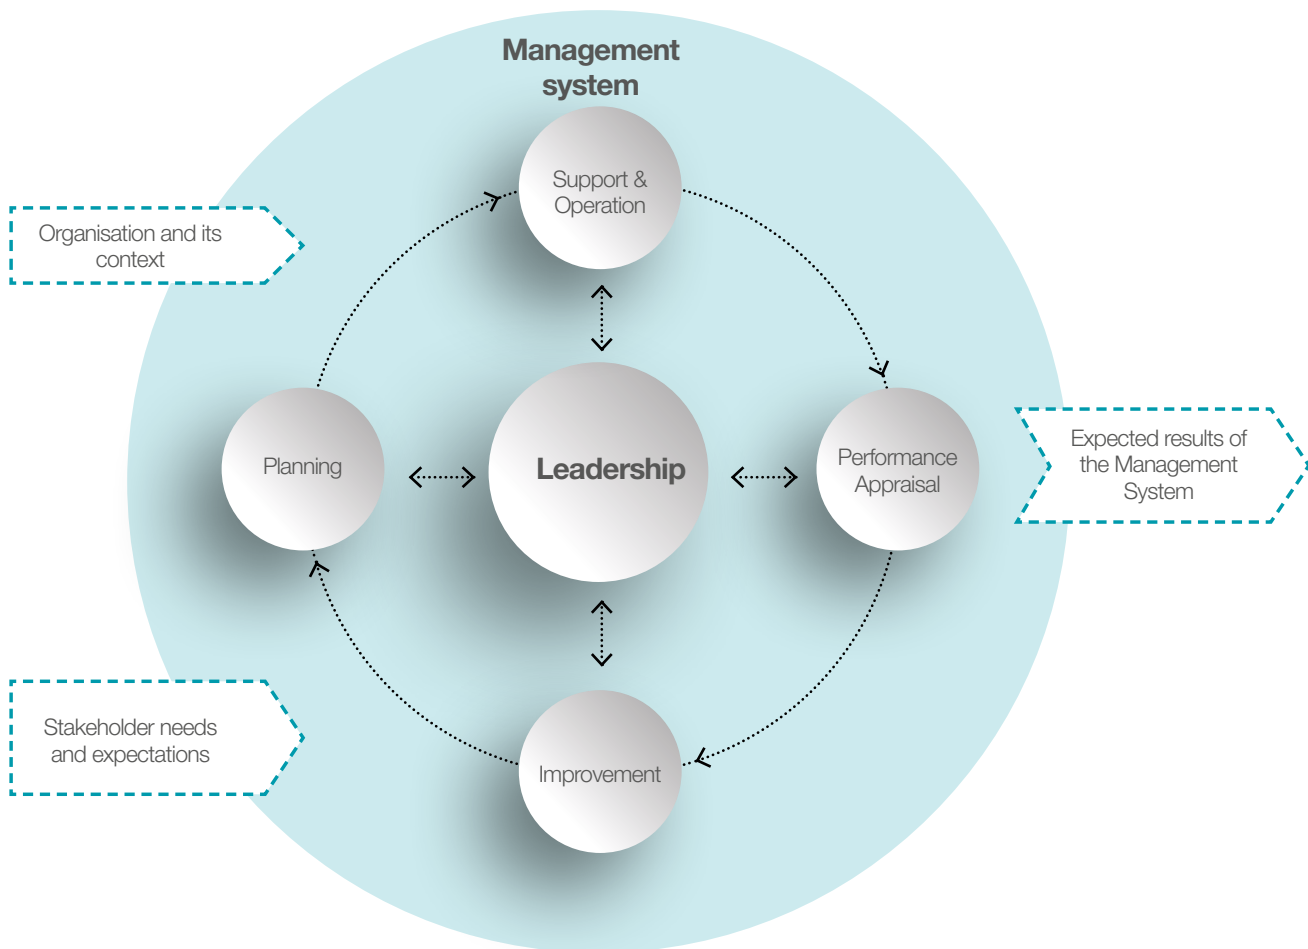 Management
system
Support &
Operation
Organisation and its
context
Planning
Leadership
Performance
Appraisal
Expected results of
the Management
System
Stakeholder needs
and expectations
Improvement